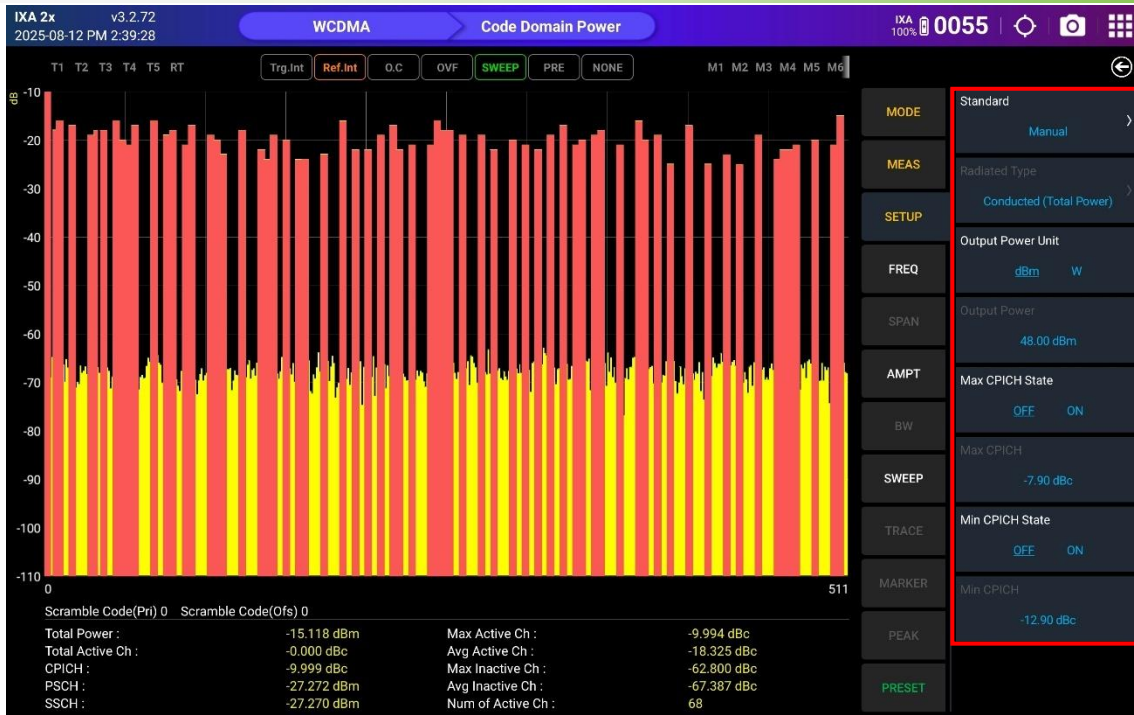 IXA 2x v3.2.72
2025-08-12 PM 2:39:28
WCDMA Code Domain Power
IXA 100% 0055
T1 T2 T3 T4 T5 RT Trg.Int Ref.Int O.C OVF SWEEP PRE NONE M1 M2 M3 M4 M5 M6
dB
-10
-20
-30
-40
-50
-60
-70
-80
-90
-100
-110
0 511
Scramble Code(Pri) 0 Scramble Code(Ofs) 0
Total Power : -15.118 dBm Max Active Ch : -9.994 dBc
Total Active Ch : -0.000 dBc Avg Active Ch : -18.325 dBc
CPICH : -9.999 dBc Max Inactive Ch : -62.800 dBc
PSCH : -27.272 dBm Avg Inactive Ch : -67.387 dBc
SSCH : -27.270 dBm Num of Active Ch : 68
MODE
MEAS
SETUP
FREQ
SPAN
AMPT
BW
SWEEP
TRACE
MARKER
PEAK
PRESET
Standard
Manual
Radiated Type
Conducted (Total Power)
Output Power Unit
dBm W
Output Power
48.00 dBm
Max CPICH State
OFF ON
Max CPICH
-7.90 dBc
Min CPICH State
OFF ON
Min CPICH
-12.90 dBc